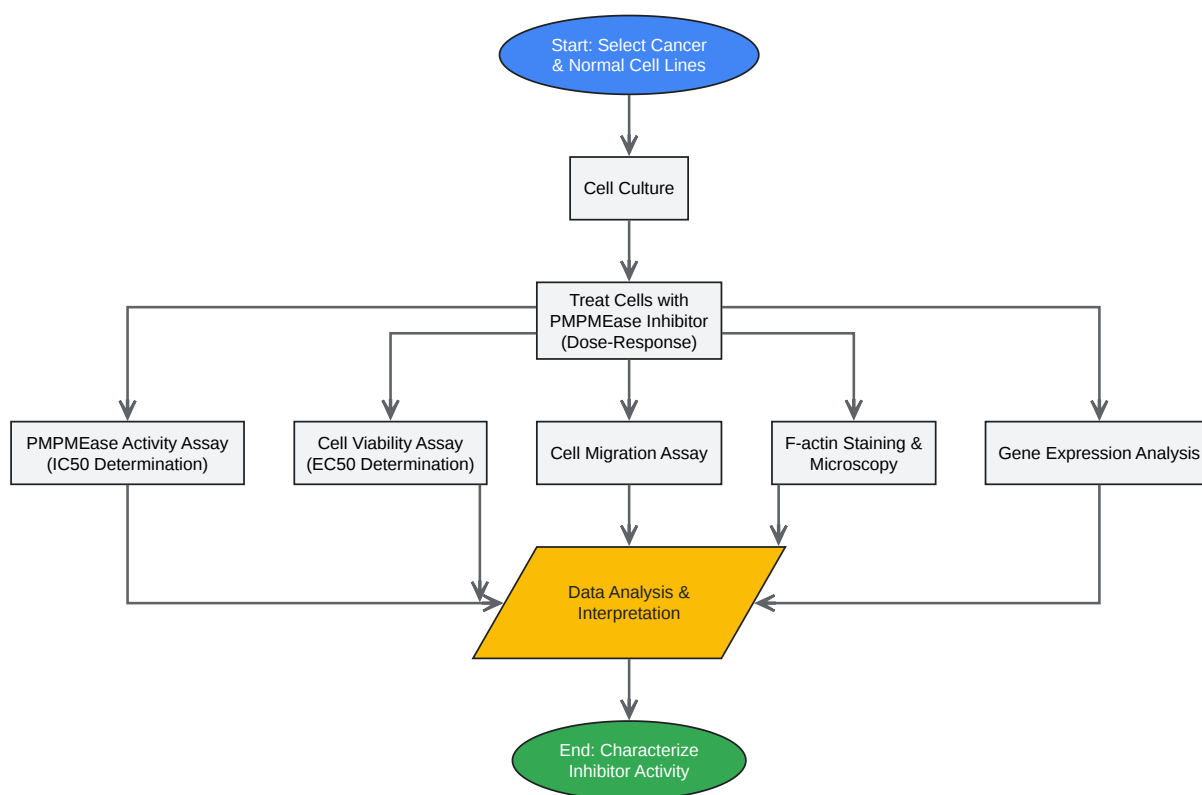 Start: Select Cancer
& Normal Cell Lines
Cell Culture
Treat Cells with
PMPMEase Inhibitor
(Dose-Response)
PMPMEase Activity Assay
(IC50 Determination)
Cell Viability Assay
(EC50 Determination)
Cell Migration Assay
F-actin Staining &
Microscopy
Gene Expression Analysis
Data Analysis &
Interpretation
End: Characterize
Inhibitor Activity